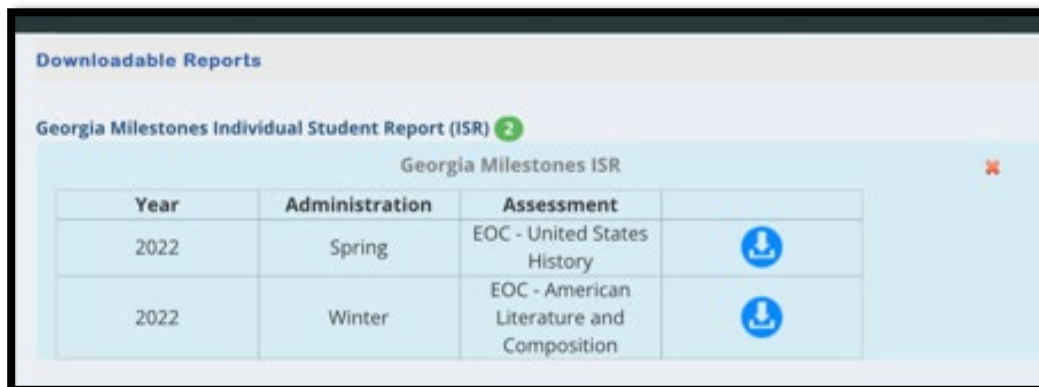 Downloadable Reports
Georgia Milestones Individual Student Report (ISR) 2
Georgia Milestones ISR
Year Administration Assessment
2022 Spring EOC - United States
History
2022 Winter EOC - American
Literature and
Composition